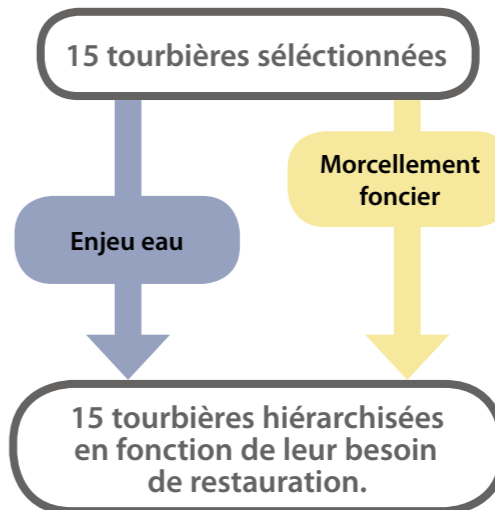 15 tourbières séléctionnées
Morcellement
foncier
Enjeu eau
15 tourbières hiérarchisées
en fonction de leur besoin
de restauration.